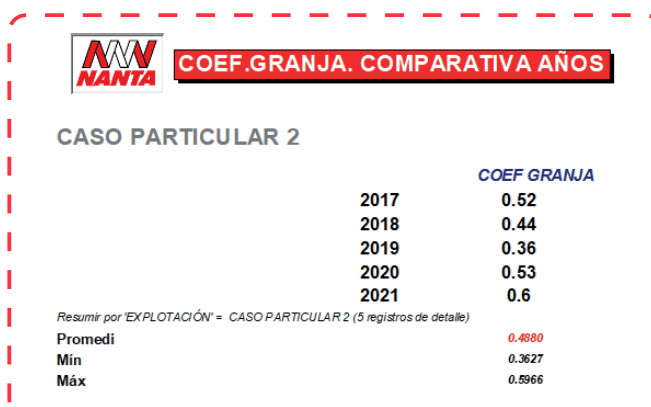 NANTA
COEF.GRANJA. COMPARATIVA AÑOS
CASO PARTICULAR 2
COEF GRANJA
2017 0.52
2018 0.44
2019 0.36
2020 0.53
2021 0.6
Resumir por 'EXPLOTACIÓN' = CASO PARTICULAR 2 (5 registros de detalle)
Promedi 0.4880
Mín 0.3627
Máx 0.5966